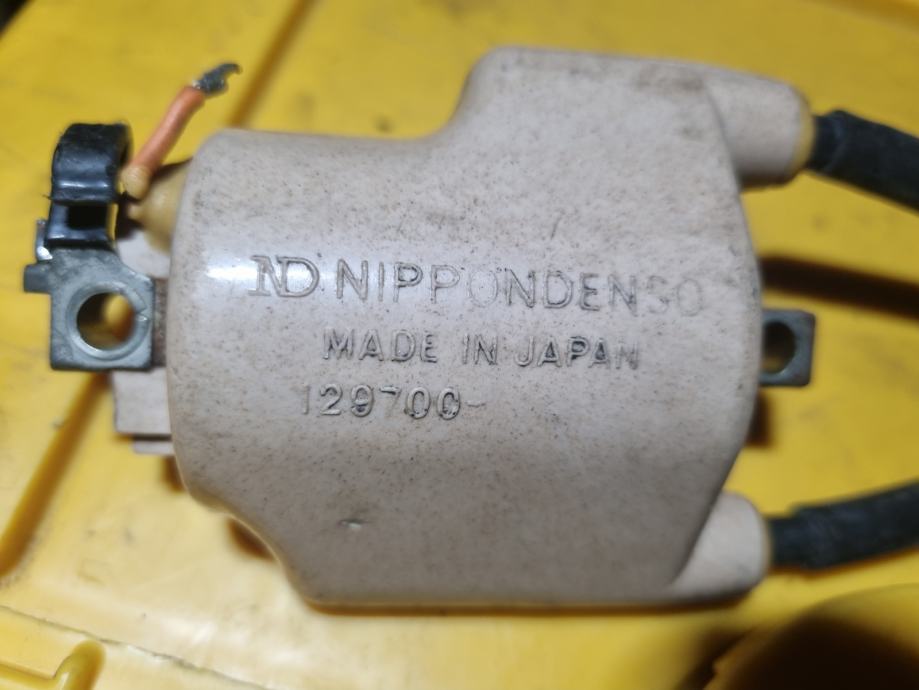 ND NIPPONDENSO
MADE IN JAPAN
129700-